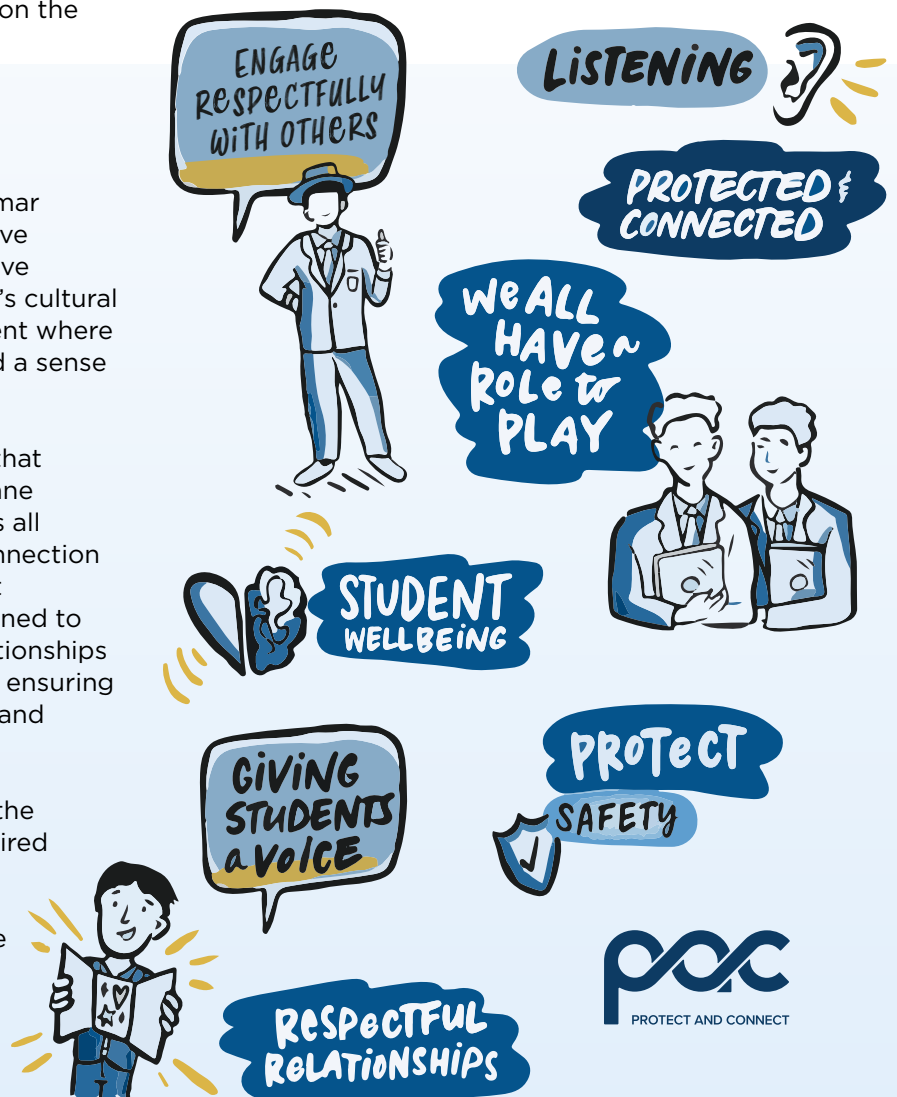 on the
mar
ve
ve
’s cultural
ent where
d a sense
that
ane
s all
nnection
ned to
tionships
ensuring
and
the
ired
e
ENGAGE
RESPECTFULLY
WiTH OTHERS
LiSTENiNG
PROTECTED &
CONNECTED
We ALL
HAVE a
ROLe to
PLAY
STUDENT
WELLBEiNG
GiViNG
STUDENTS
a VOiCE
PROTeCT
SAFETY
ReSPeCTFUL
ReLATiONSHiPS
pac
PROTECT AND CONNECT